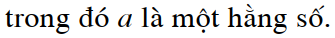 trong đó a là một hằng số.